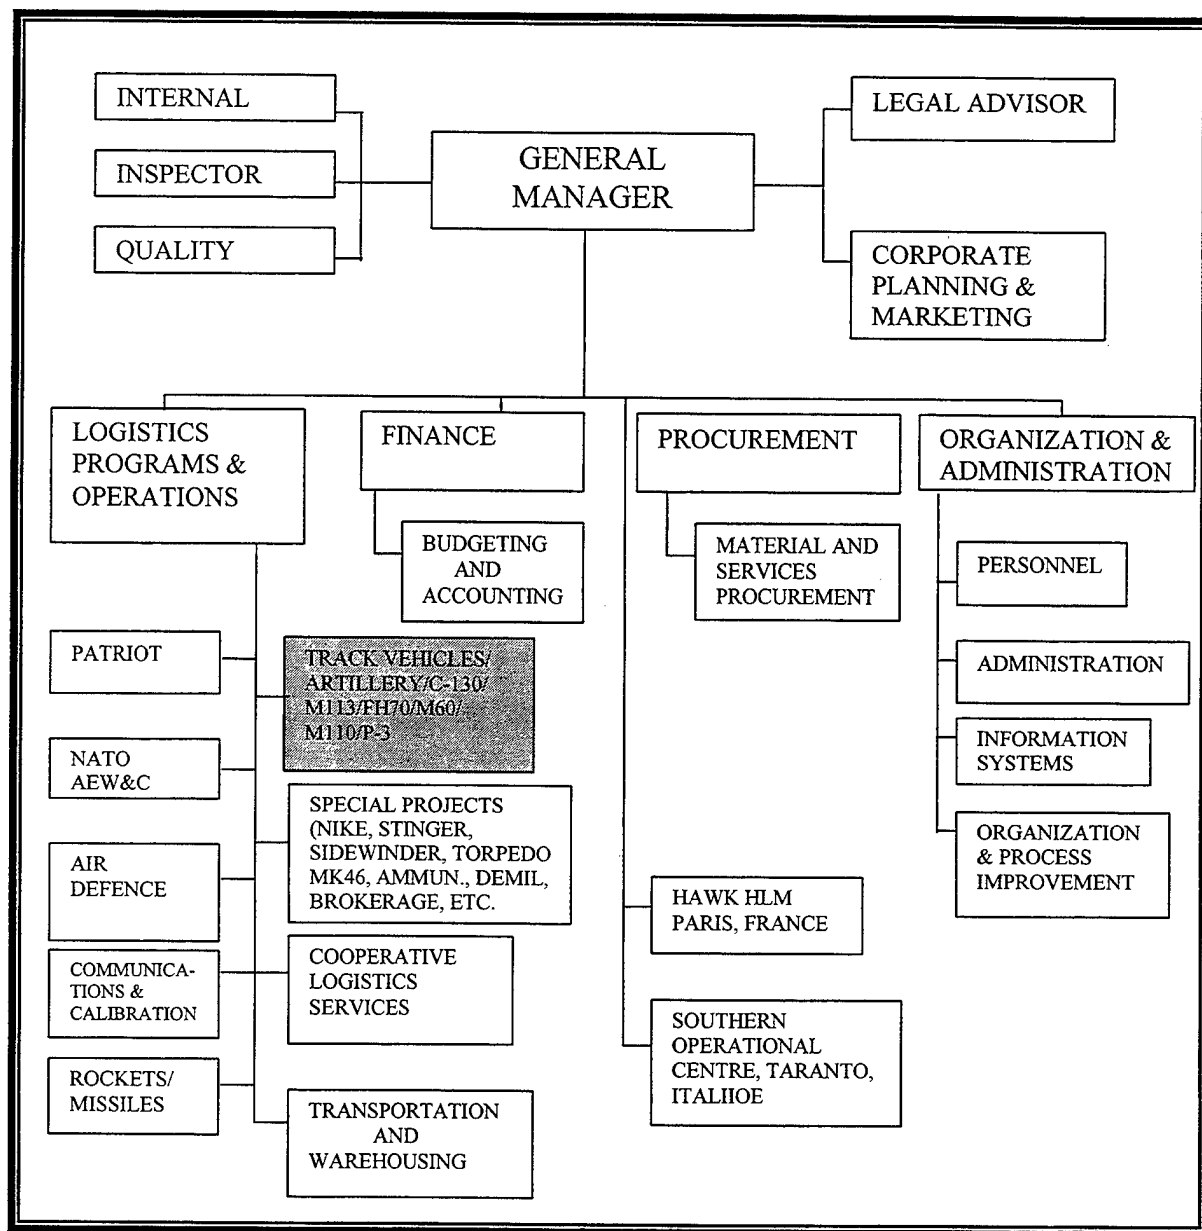 INTERNAL
INSPECTOR
QUALITY
GENERAL
MANAGER
LEGAL ADVISOR
CORPORATE
PLANNING &
MARKETING
LOGISTICS
PROGRAMS &
OPERATIONS
FINANCE
PROCUREMENT
ORGANIZATION &
ADMINISTRATION
BUDGETING
AND
ACCOUNTING
MATERIAL AND
SERVICES
PROCUREMENT
PERSONNEL
ADMINISTRATION
INFORMATION
SYSTEMS
ORGANIZATION
& PROCESS
IMPROVEMENT
PATRIOT
NATO
AEW&C
AIR
DEFENCE
COMMUNICA-
TIONS &
CALIBRATION
ROCKETS/
MISSILES
TRACK VEHICLES/
ARTILLERY/C-130/
M113/FH70/M60/
M110/P-3
SPECIAL PROJECTS
(NIKE, STINGER,
SIDEWINDER, TORPEDO
MK46, AMMUN., DEMIL,
BROKERAGE, ETC.
COOPERATIVE
LOGISTICS
SERVICES
TRANSPORTATION
AND
WAREHOUSING
HAWK HLM
PARIS, FRANCE
SOUTHERN
OPERATIONAL
CENTRE, TARANTO,
ITALIIOE